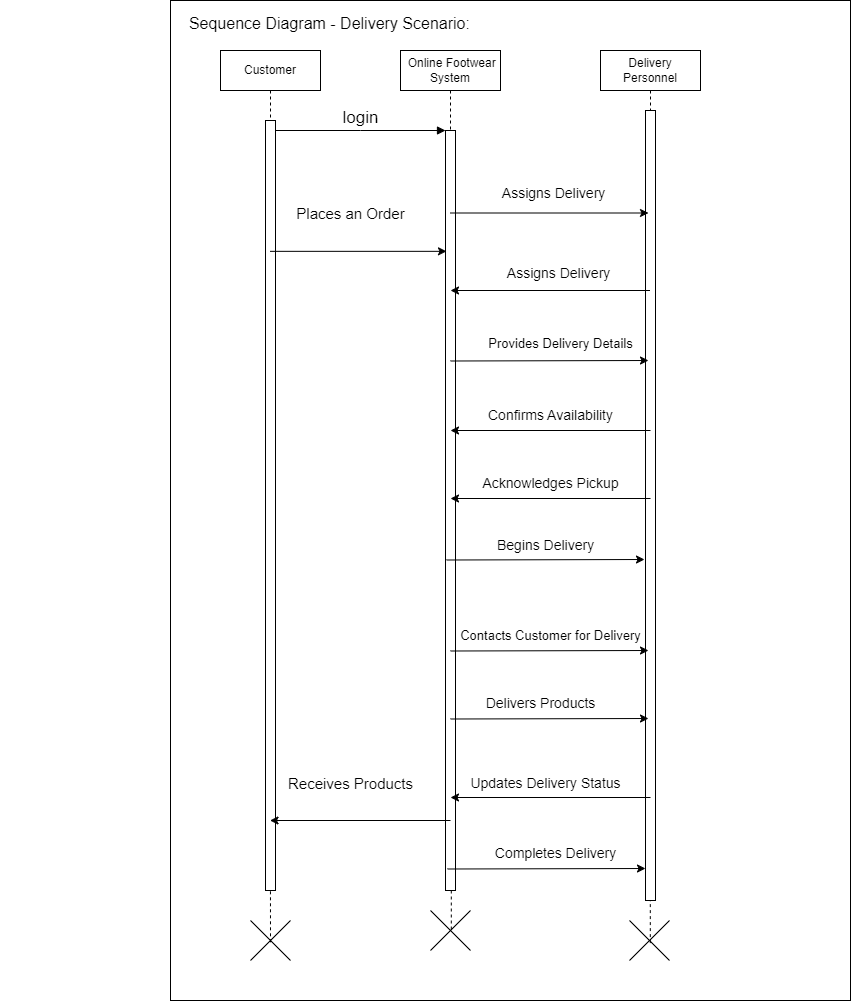 Sequence Diagram - Delivery Scenario:
Customer
Online Footwear
System
Delivery
Personnel
login
Assigns Delivery
Places an Order
Assigns Delivery
Provides Delivery Details
Confirms Availability
Acknowledges Pickup
Begins Delivery
Contacts Customer for Delivery
Delivers Products
Receives Products
Updates Delivery Status
Completes Delivery